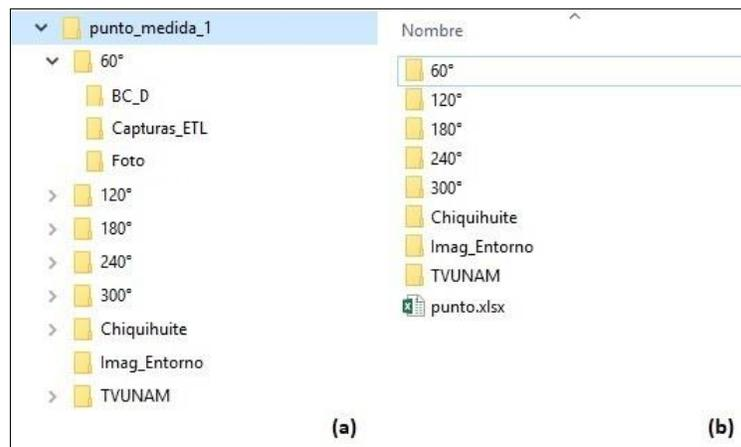 punto_medida_1
60°
BC_D
Capturas_ETL
Foto
120°
180°
240°
300°
Chiquihuite
Imag_Entorno
TVUNAM
(a)
Nombre
60°
120°
180°
240°
300°
Chiquihuite
Imag_Entorno
TVUNAM
punto.xlsx
(b)